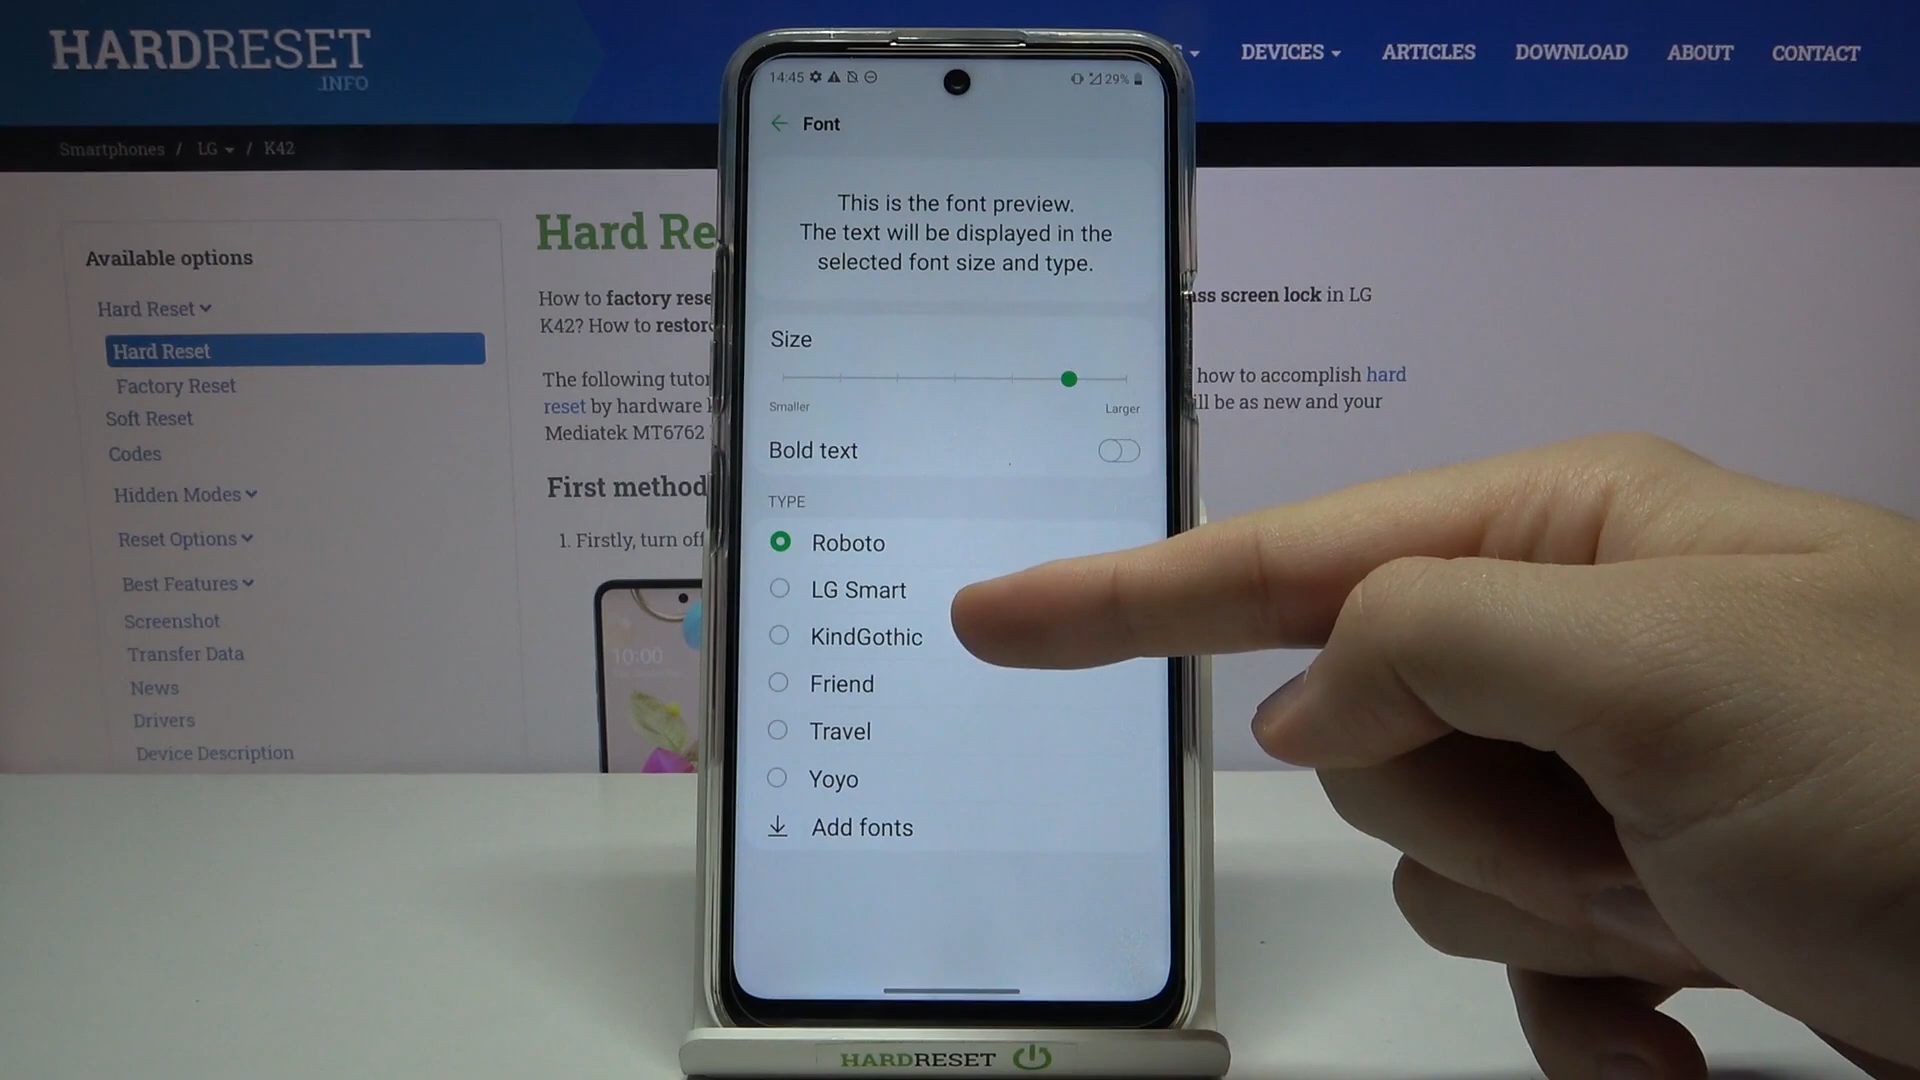 HARDRESET
.INFO
S
DEVICES
ARTICLES
DOWNLOAD
ABOUT
CONTACT
Smartphones / LG / K42
Available options
Hard Reset
Hard Reset
Factory Reset
Soft Reset
Codes
Hidden Modes
Reset Options
Best Features
Screenshot
Transfer Data
News
Drivers
Device Description
Hard Re
How to factory rese
ass screen lock in LG
K42? How to restor
The following tutor
how to accomplish hard
reset by hardware
ill be as new and your
Mediatek MT6762
First method
1. Firstly, turn off
10:00
14:45
29%
Font
This is the font preview.
The text will be displayed in the
selected font size and type.
Size
Smaller
Larger
Bold text
TYPE
Roboto
LG Smart
KindGothic
Friend
Travel
Yoyo
Add fonts
HARDRESET